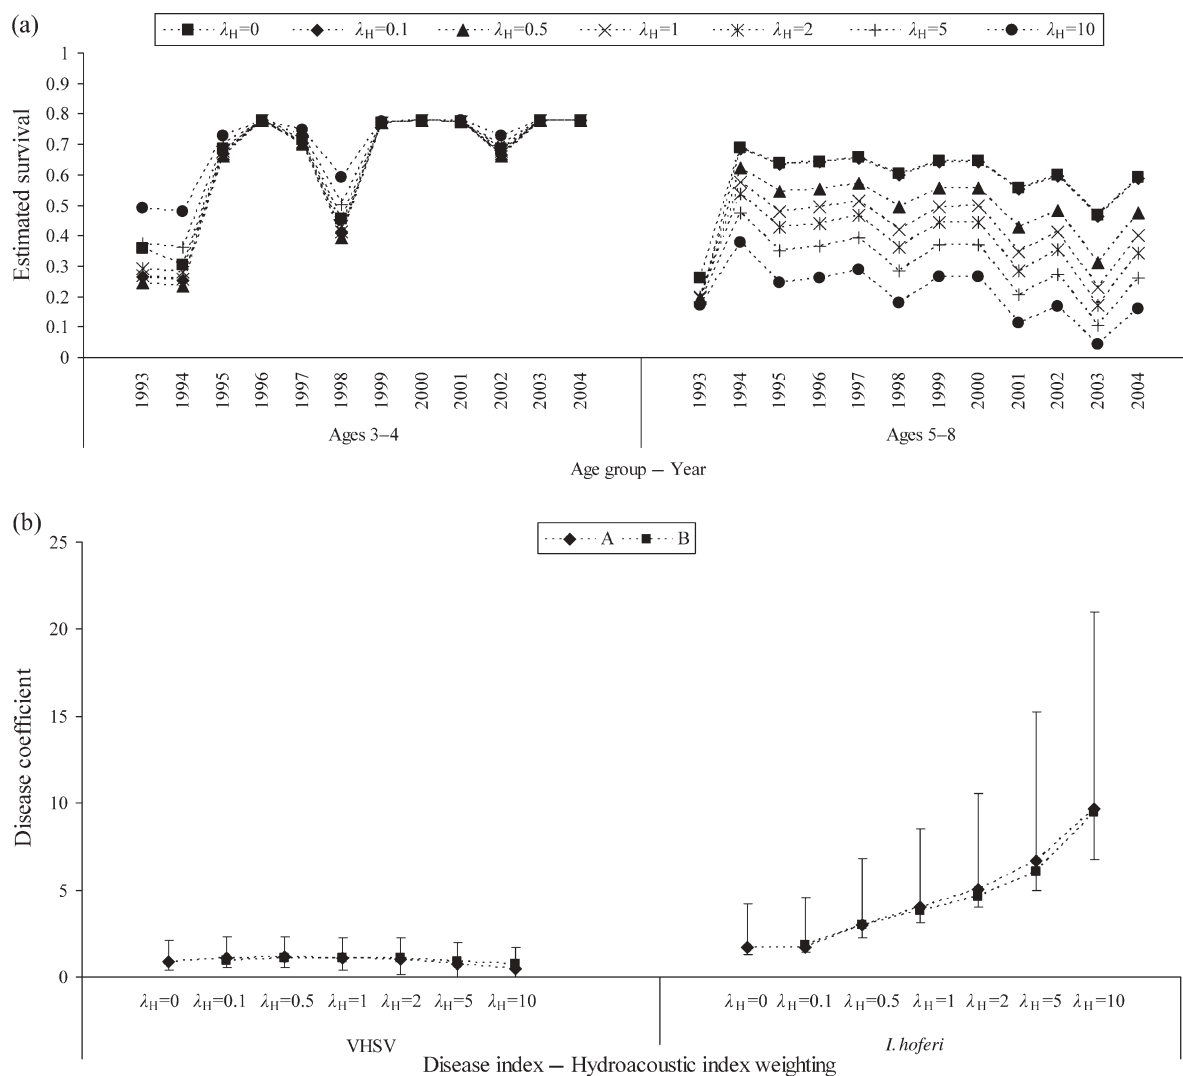 (a)
λH=0 λH=0.1 λH=0.5 λH=1 λH=2 λH=5 λH=10
Estimated survival
1
0.9
0.8
0.7
0.6
0.5
0.4
0.3
0.2
0.1
0
1993 1994 1995 1996 1997 1998 1999 2000 2001 2002 2003 2004 1993 1994 1995 1996 1997 1998 1999 2000 2001 2002 2003 2004
Ages 3–4 Ages 5–8
Age group – Year
(b)
A B
Disease coefficient
25
20
15
10
5
0
λH=0 λH=0.1 λH=0.5 λH=1 λH=2 λH=5 λH=10 λH=0 λH=0.1 λH=0.5 λH=1 λH=2 λH=5 λH=10
VHSV I. hoferi
Disease index – Hydroacoustic index weighting